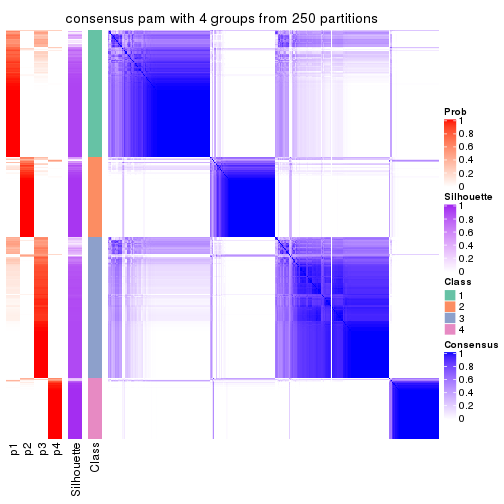 consensus pam with 4 groups from 250 partitions
Prob
1
0.8
0.6
0.4
0.2
0
Silhouette
1
0.8
0.6
0.4
0.2
0
Class
1
2
3
4
Consensus
1
0.8
0.6
0.4
0.2
0
p1
p2
p3
p4
Silhouette
Class